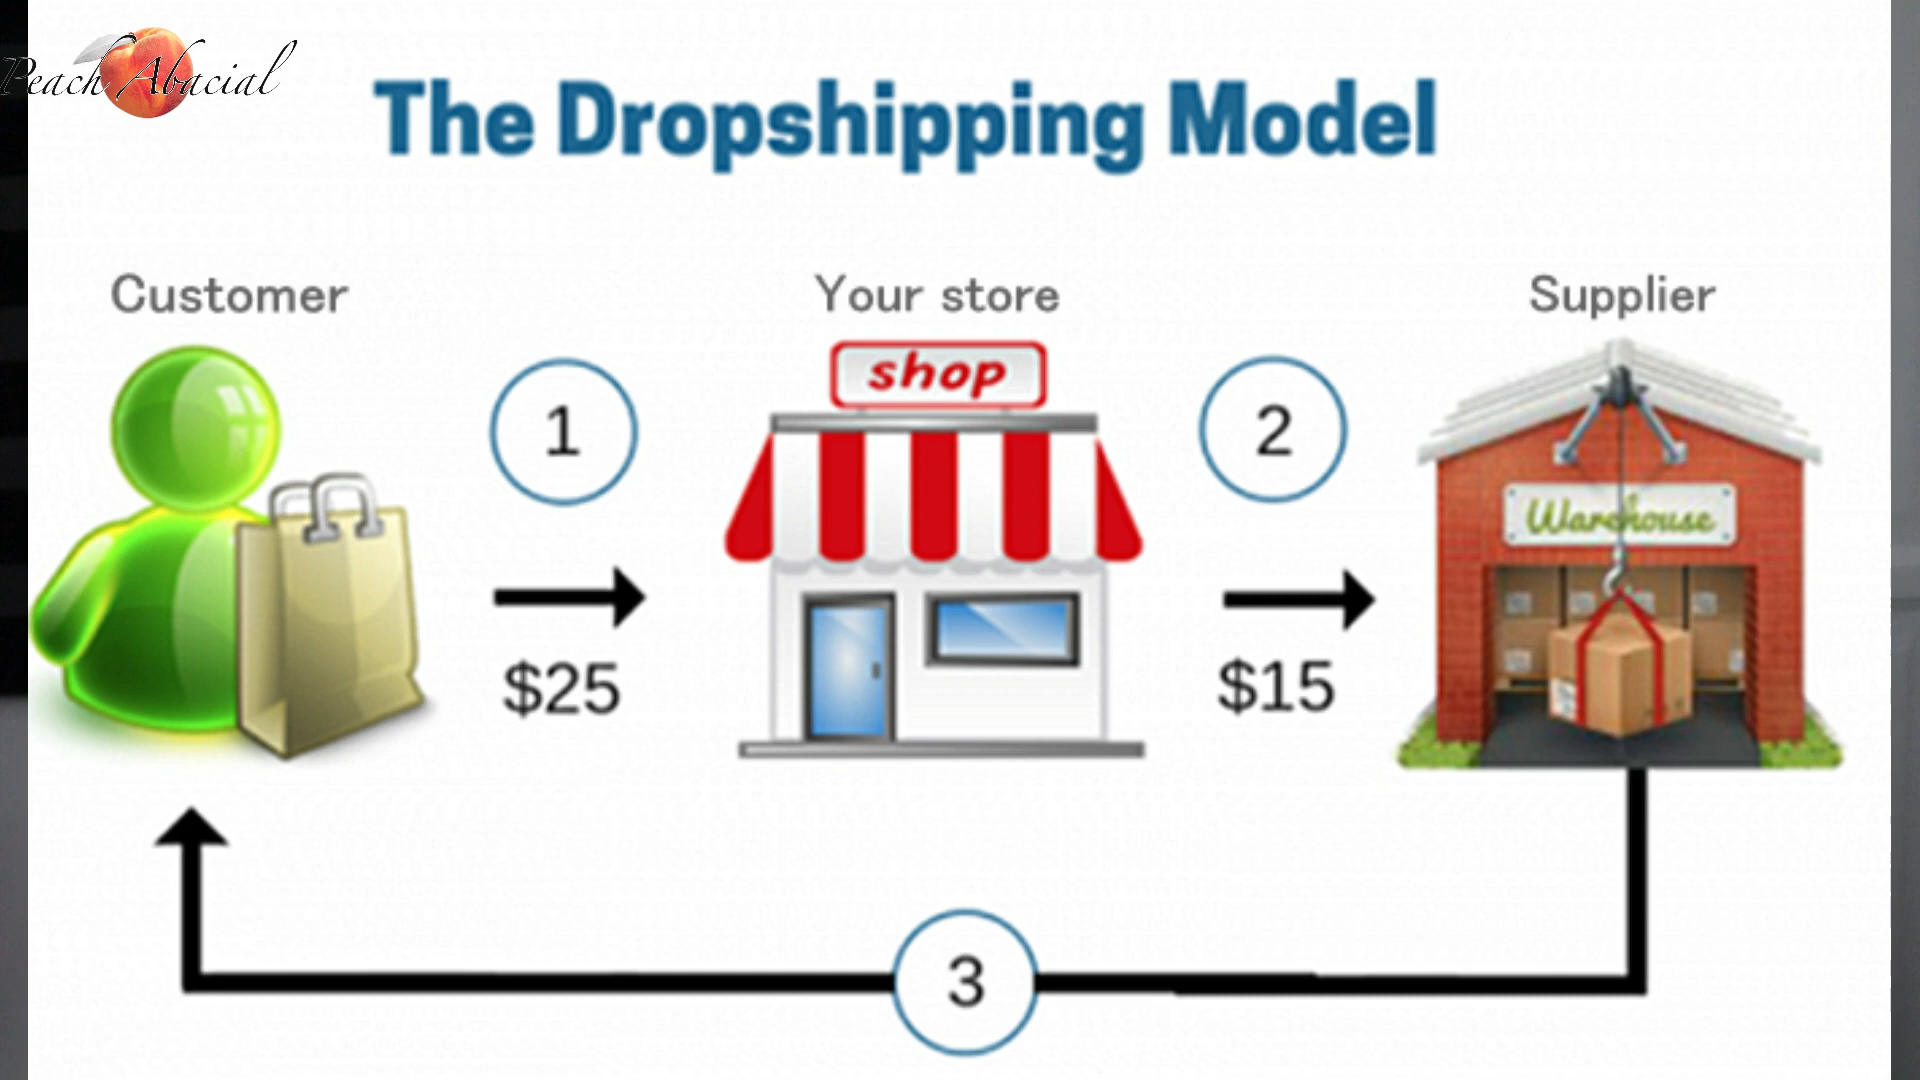 Peach Abacial
The Dropshipping Model
Customer
Your store
Supplier
shop
1
2
Warehouse
$25
$15
3